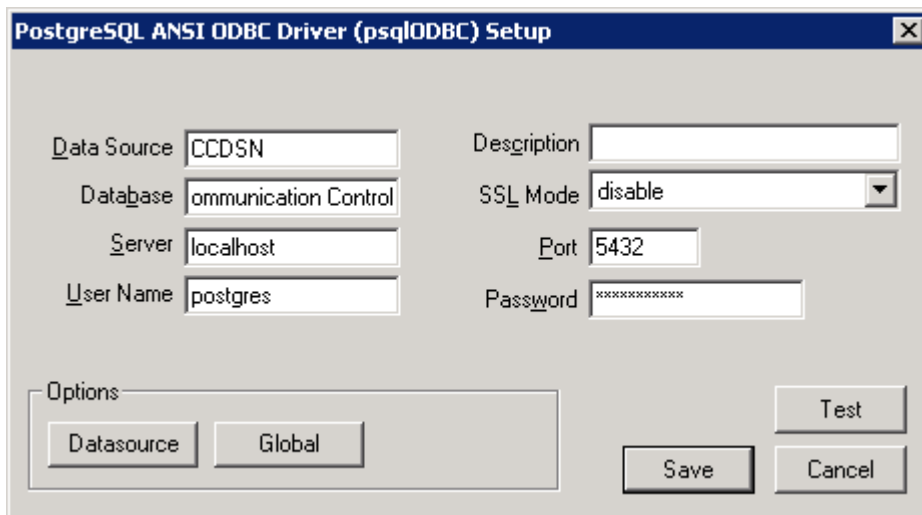 PostgreSQL ANSI ODBC Driver (psqlODBC) Setup
Data Source CCDSN
Description
Database ommunication Control
SSL Mode disable
Server localhost
Port 5432
User Name postgres
Password ***********
Options
Datasource
Global
Test
Save
Cancel